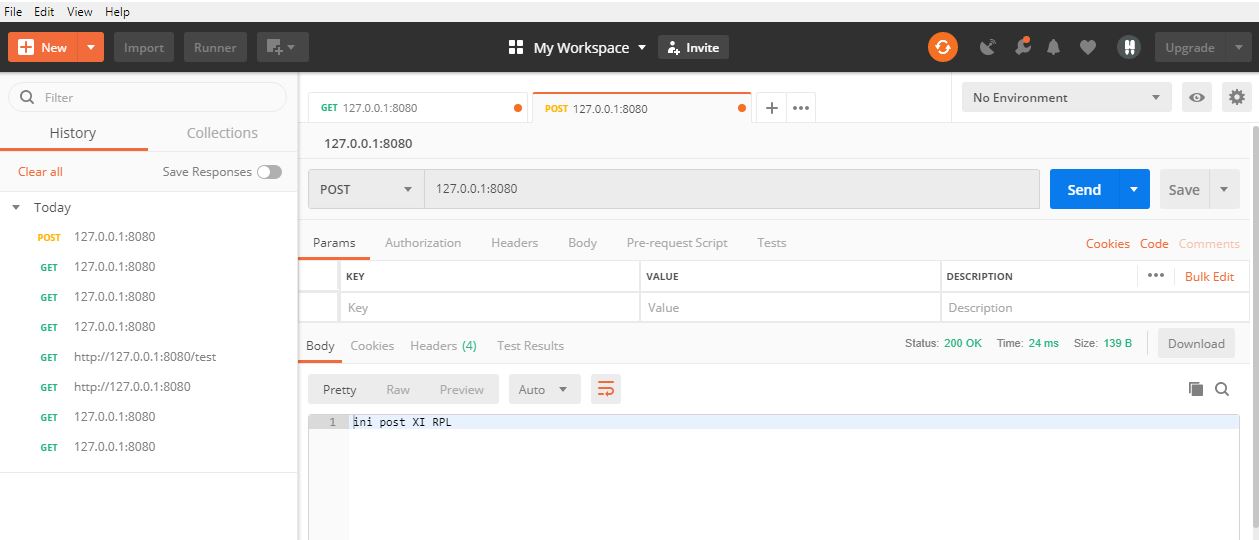 File Edit View Help
New Import Runner My Workspace Invite Upgrade
Filter
History Collections
Clear all Save Responses
Today
POST 127.0.0.1:8080
GET 127.0.0.1:8080
GET 127.0.0.1:8080
GET 127.0.0.1:8080
GET http://127.0.0.1:8080/test
GET http://127.0.0.1:8080
GET 127.0.0.1:8080
GET 127.0.0.1:8080
GET 127.0.0.1:8080 POST 127.0.0.1:8080 + ••• No Environment
127.0.0.1:8080
POST 127.0.0.1:8080 Send Save
Params Authorization Headers Body Pre-request Script Tests Cookies Code Comments
KEY VALUE DESCRIPTION ••• Bulk Edit
Key Value Description
Body Cookies Headers (4) Test Results Status: 200 OK Time: 24 ms Size: 139 B Download
Pretty Raw Preview Auto
1 ini post XI RPL